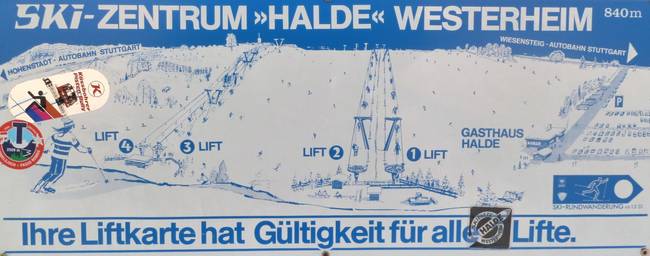 SKi-ZENTRUM »HALDE« WESTERHEIM
840m
HOHENSTADT - AUTOBAHN STUTTGART
WIESENSTEIG - AUTOBAHN STUTTGART
LIFT 4
3 LIFT
LIFT 2
1 LIFT
GASTHAUS
HALDE
P
SKI-RUNDWANDERUNG
Ihre Liftkarte hat Gültigkeit für alle Lifte.